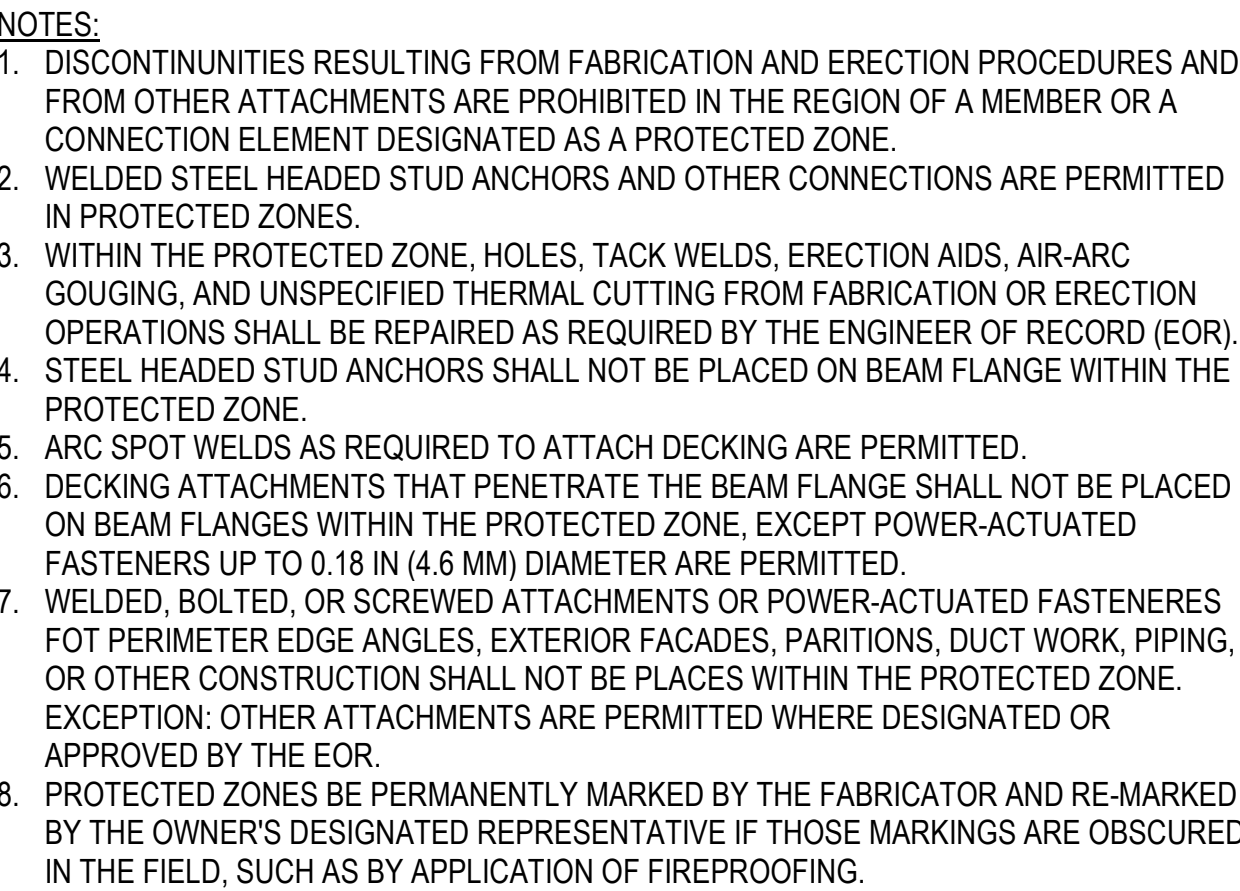 NOTES:
1. DISCONTINUNITIES RESULTING FROM FABRICATION AND ERECTION PROCEDURES AND
FROM OTHER ATTACHMENTS ARE PROHIBITED IN THE REGION OF A MEMBER OR A
CONNECTION ELEMENT DESIGNATED AS A PROTECTED ZONE.
2. WELDED STEEL HEADED STUD ANCHORS AND OTHER CONNECTIONS ARE PERMITTED
IN PROTECTED ZONES.
3. WITHIN THE PROTECTED ZONE, HOLES, TACK WELDS, ERECTION AIDS, AIR-ARC
GOUGING, AND UNSPECIFIED THERMAL CUTTING FROM FABRICATION OR ERECTION
OPERATIONS SHALL BE REPAIRED AS REQUIRED BY THE ENGINEER OF RECORD (EOR).
4. STEEL HEADED STUD ANCHORS SHALL NOT BE PLACED ON BEAM FLANGE WITHIN THE
PROTECTED ZONE.
5. ARC SPOT WELDS AS REQUIRED TO ATTACH DECKING ARE PERMITTED.
6. DECKING ATTACHMENTS THAT PENETRATE THE BEAM FLANGE SHALL NOT BE PLACED
ON BEAM FLANGES WITHIN THE PROTECTED ZONE, EXCEPT POWER-ACTUATED
FASTENERS UP TO 0.18 IN (4.6 MM) DIAMETER ARE PERMITTED.
7. WELDED, BOLTED, OR SCREWED ATTACHMENTS OR POWER-ACTUATED FASTENERES
FOT PERIMETER EDGE ANGLES, EXTERIOR FACADES, PARITIONS, DUCT WORK, PIPING,
OR OTHER CONSTRUCTION SHALL NOT BE PLACES WITHIN THE PROTECTED ZONE.
EXCEPTION: OTHER ATTACHMENTS ARE PERMITTED WHERE DESIGNATED OR
APPROVED BY THE EOR.
8. PROTECTED ZONES BE PERMANENTLY MARKED BY THE FABRICATOR AND RE-MARKED
BY THE OWNER'S DESIGNATED REPRESENTATIVE IF THOSE MARKINGS ARE OBSCURED
IN THE FIELD, SUCH AS BY APPLICATION OF FIREPROOFING.